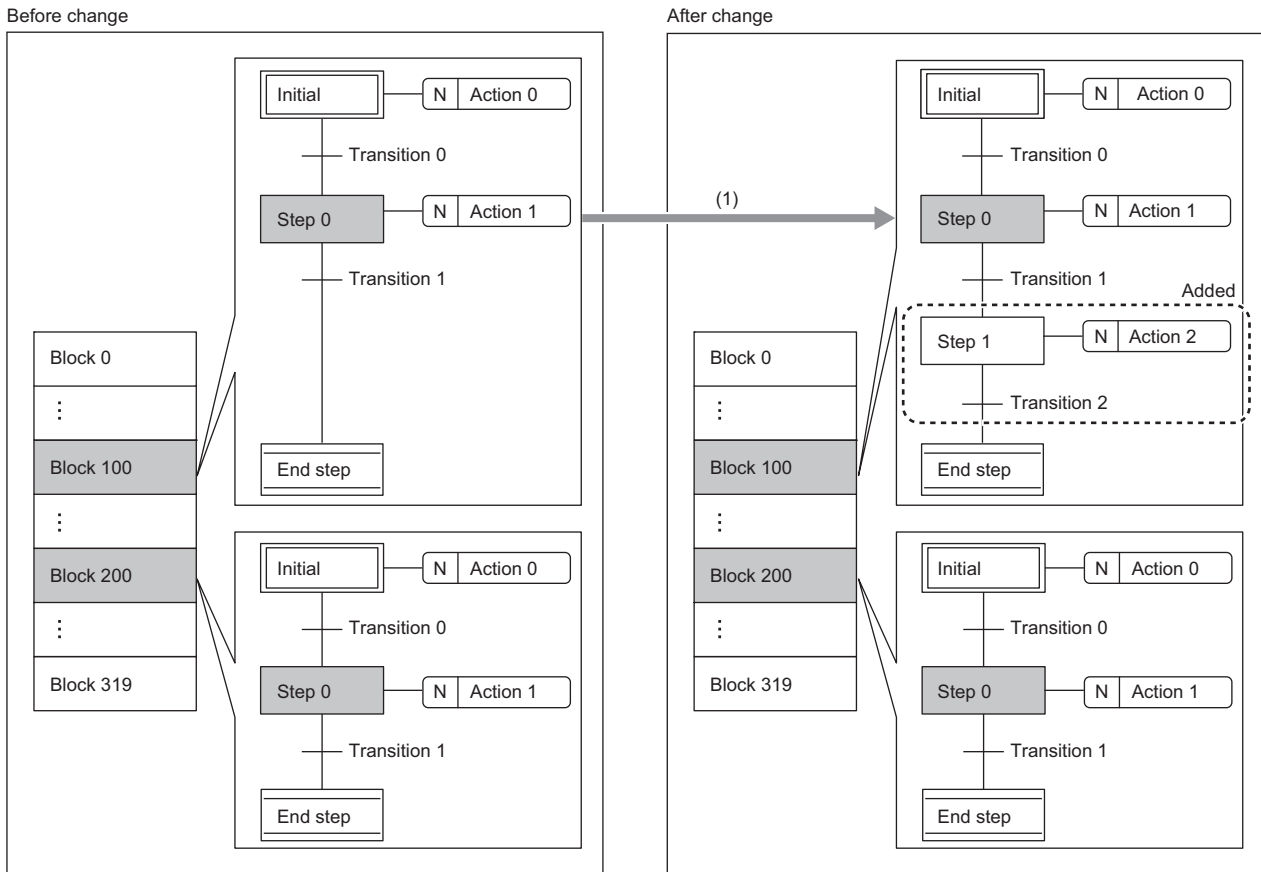 Before change
Initial
N Action 0
Transition 0
Step 0
N Action 1
Transition 1
End step
Block 0
⋮
Block 100
⋮
Block 200
⋮
Block 319
Initial
N Action 0
Transition 0
Step 0
N Action 1
Transition 1
End step
(1)
After change
Initial
N Action 0
Transition 0
Step 0
N Action 1
Transition 1
Added
Step 1
N Action 2
Transition 2
End step
Block 0
⋮
Block 100
⋮
Block 200
⋮
Block 319
Initial
N Action 0
Transition 0
Step 0
N Action 1
Transition 1
End step